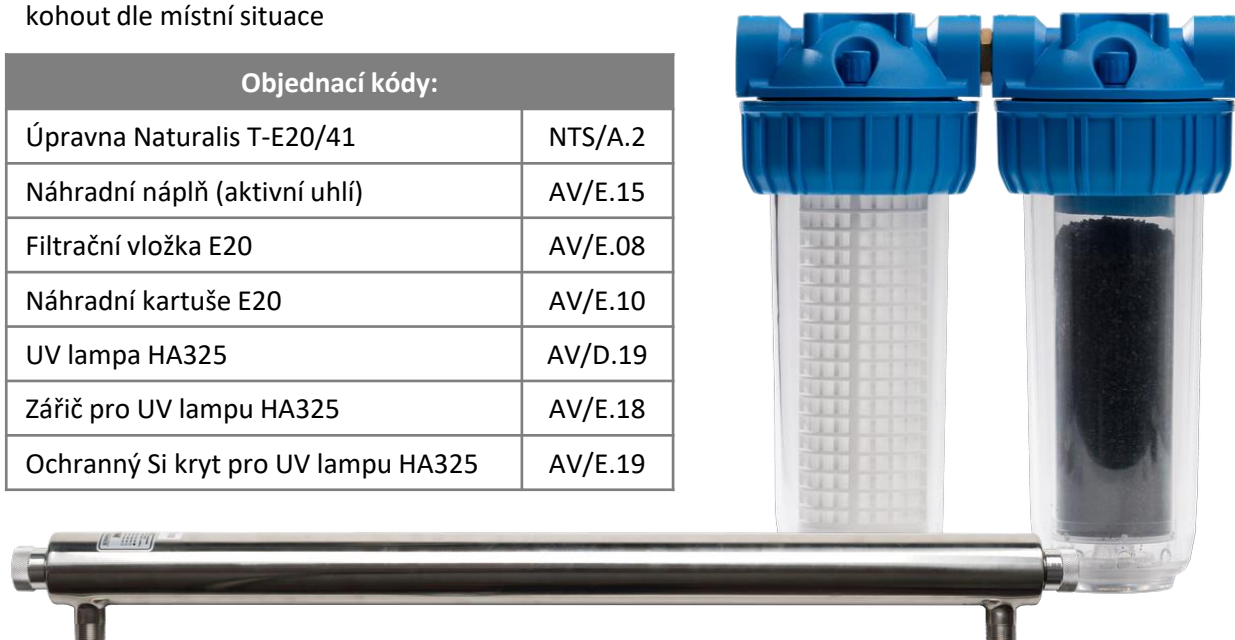 kohout dle místní situace
Objednací kódy:
Úpravna Naturalis T-E20/41 NTS/A.2
Náhradní náplň (aktivní uhlí) AV/E.15
Filtrační vložka E20 AV/E.08
Náhradní kartuše E20 AV/E.10
UV lampa HA325 AV/D.19
Zářič pro UV lampu HA325 AV/E.18
Ochranný Si kryt pro UV lampu HA325 AV/E.19